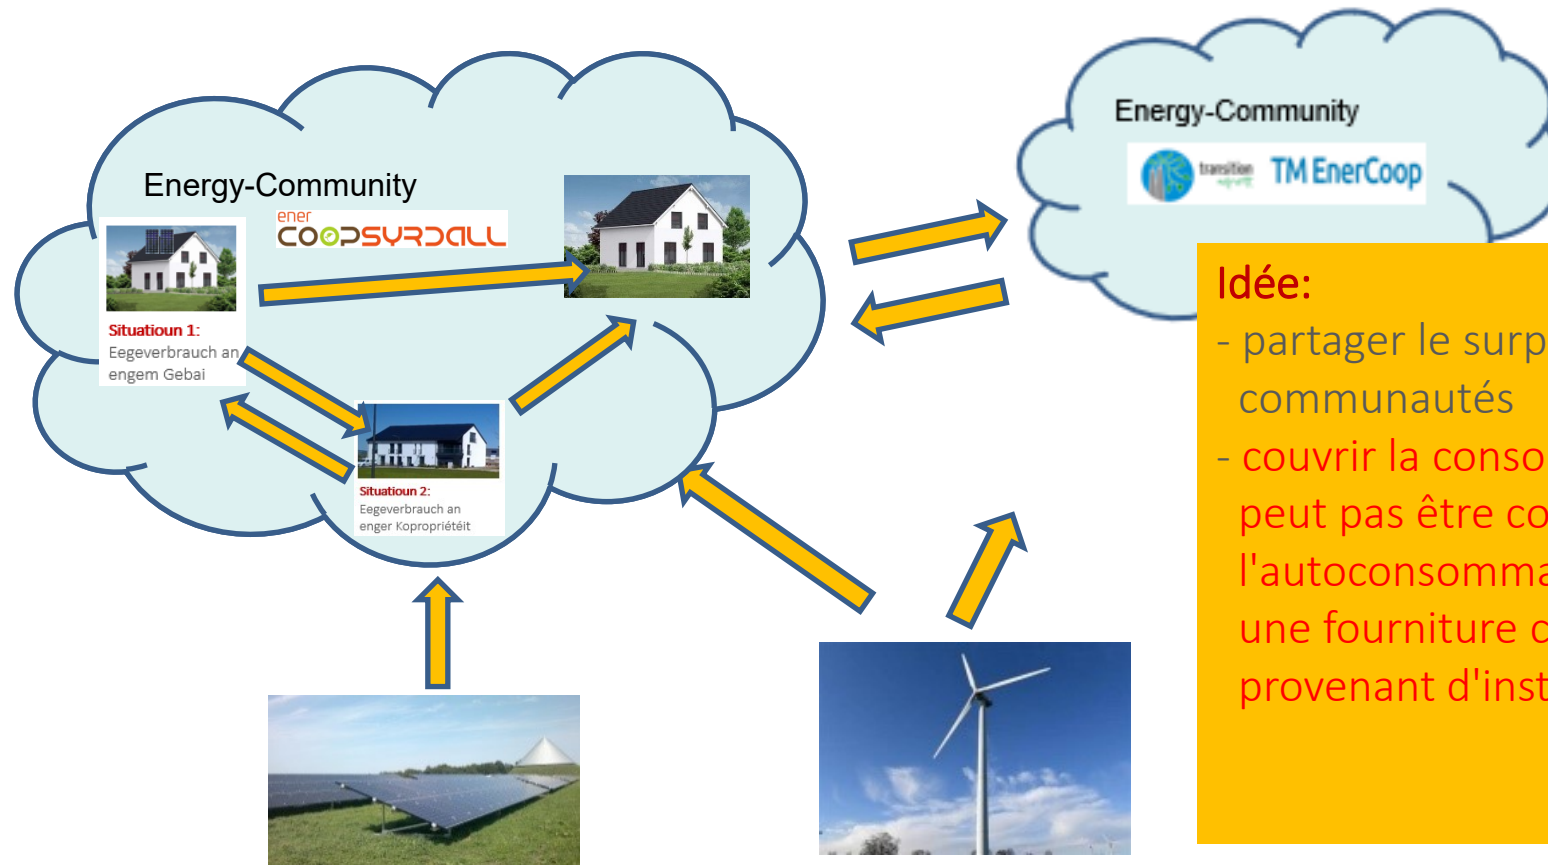 Energy-Community
ener
COOPSYRDALL
Situatioun 1:
Eegeverbrauch an
engem Gebai
Situatioun 2:
Eegeverbrauch an
enger Kopropriétéit
Energy-Community
transition
TM EnerCoop
Idée:
- partager le surp
communautés
- couvrir la conso
peut pas être co
l'autoconsomma
une fourniture c
provenant d'inst